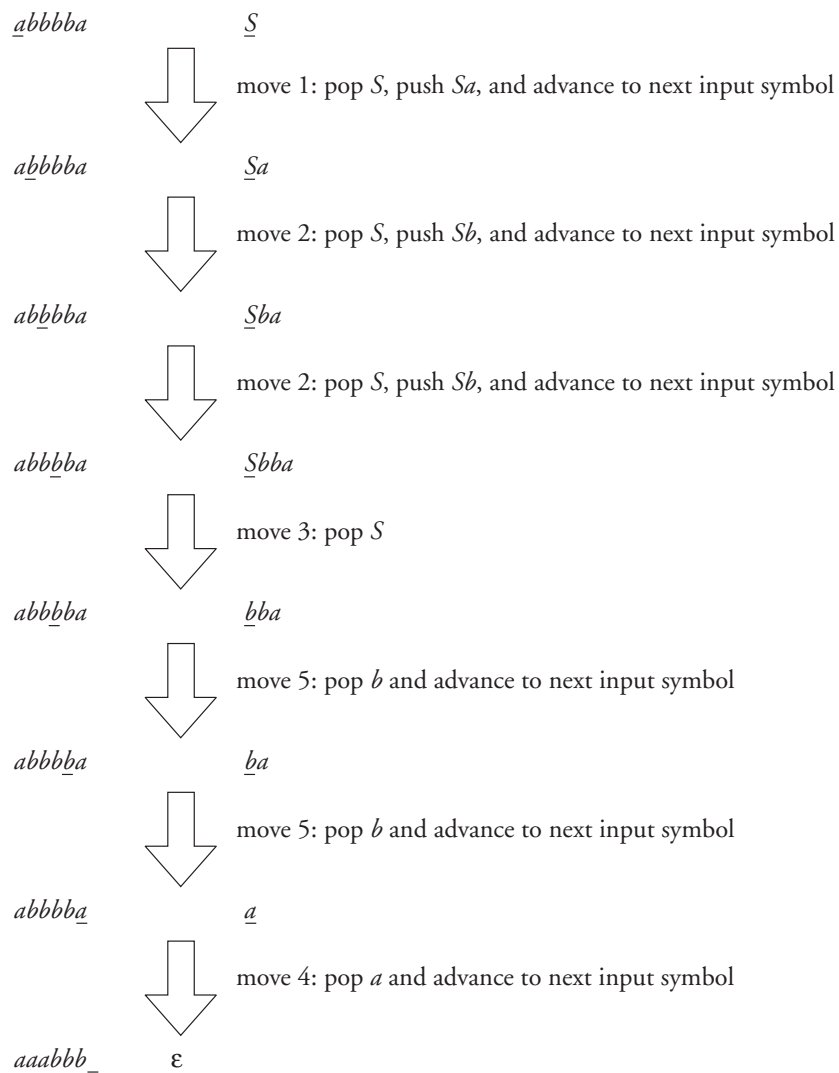 abbbba S
move 1: pop S, push Sa, and advance to next input symbol
abbbba Sa
move 2: pop S, push Sb, and advance to next input symbol
abbbba Sba
move 2: pop S, push Sb, and advance to next input symbol
abbbba Sbba
move 3: pop S
abbbba bba
move 5: pop b and advance to next input symbol
abbbba ba
move 5: pop b and advance to next input symbol
abbbba a
move 4: pop a and advance to next input symbol
aaabbb_ ε